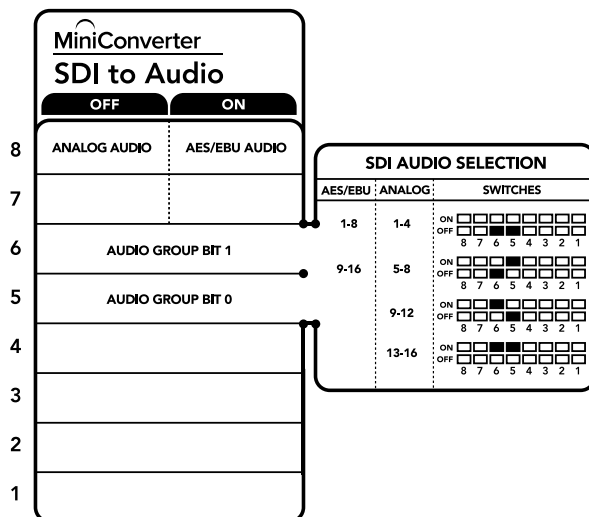 MiniConverter
SDI to Audio
OFF ON
8 ANALOG AUDIO AES/EBU AUDIO
7
6 AUDIO GROUP BIT 1
5 AUDIO GROUP BIT 0
4
3
2
1
SDI AUDIO SELECTION
AES/EBU ANALOG SWITCHES
1-8 1-4 ON
OFF
8 7 6 5 4 3 2 1
9-16 5-8 ON
OFF
8 7 6 5 4 3 2 1
9-12 ON
OFF
8 7 6 5 4 3 2 1
13-16 ON
OFF
8 7 6 5 4 3 2 1